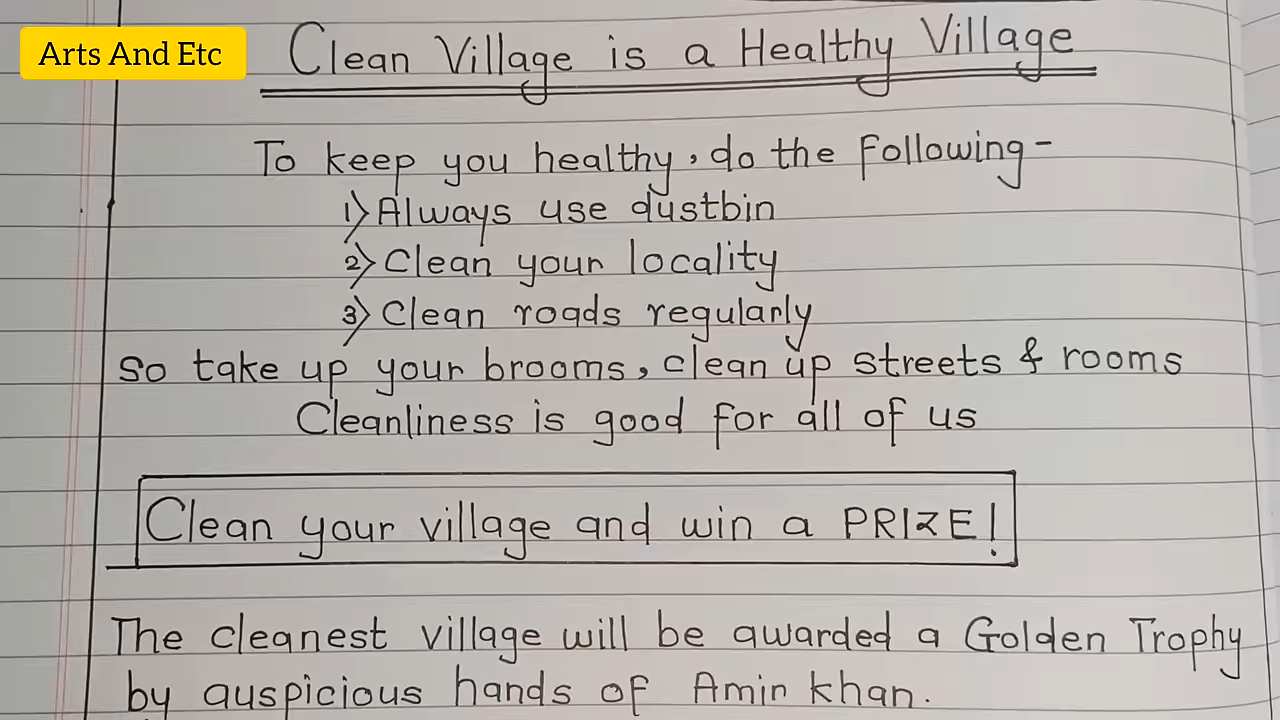 Arts And Etc
Clean Village is a Healthy Village
To keep you healthy, do the following-
1) Always use dustbin
2) Clean your locality
3) Clean roads regularly
So take up your brooms, clean up streets & rooms
Cleanliness is good for all of us
Clean your village and win a PRIZE!
The cleanest village will be awarded a Golden Trophy
by auspicious hands of Amin khan.